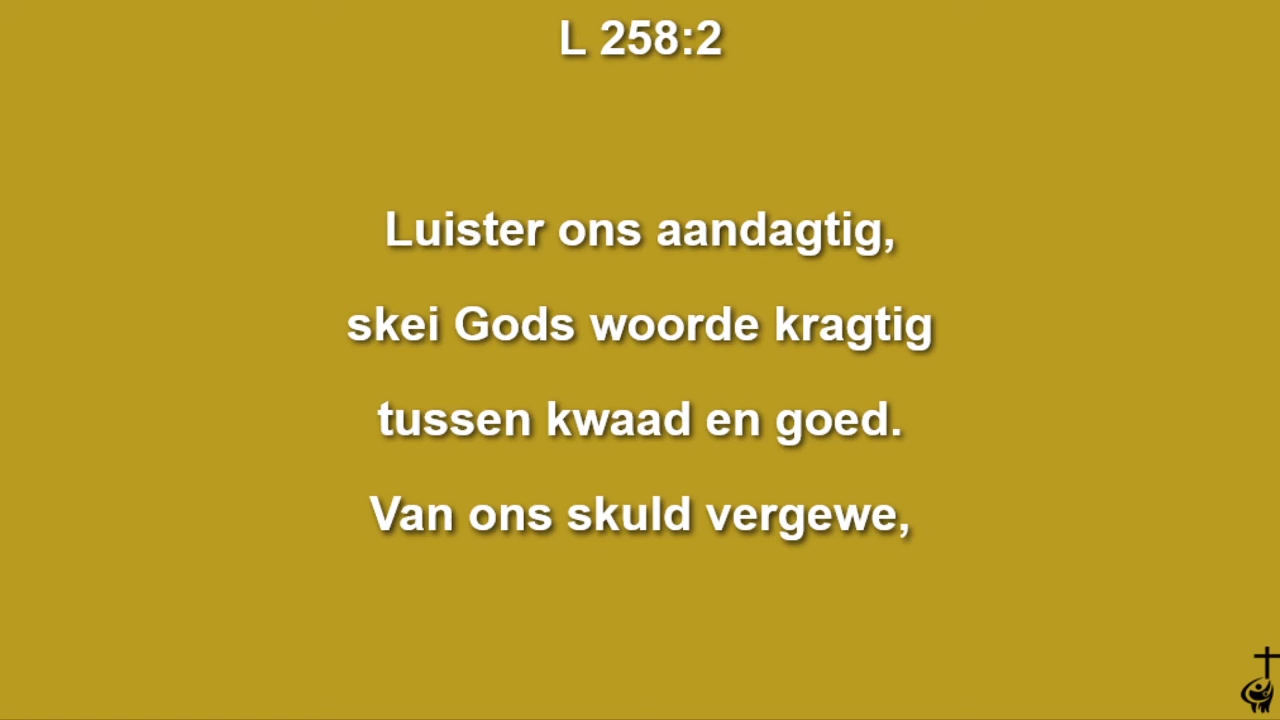 L 258:2
Luister ons aandagtig,
skei Gods woorde kragtig
tussen kwaad en goed.
Van ons skuld vergewe,